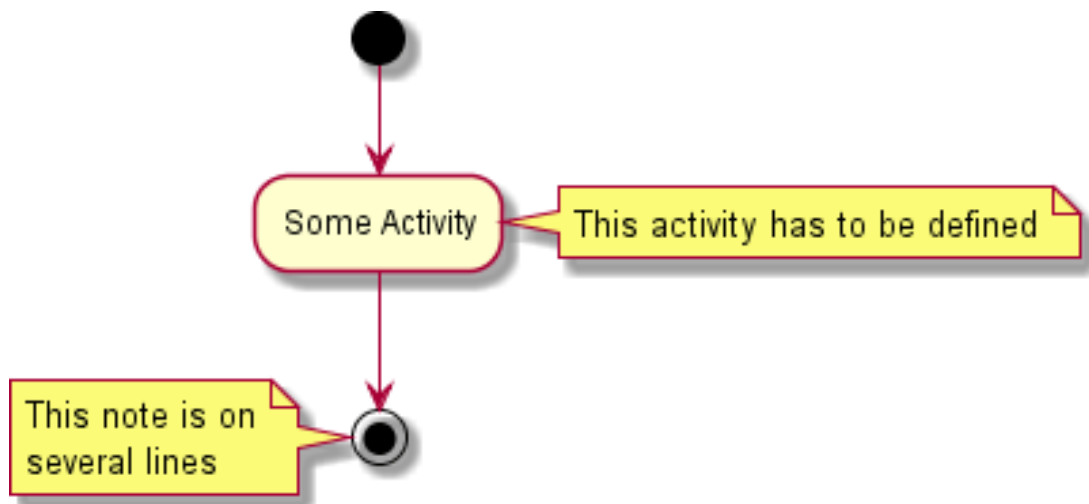 Some Activity
This activity has to be defined
This note is on
several lines